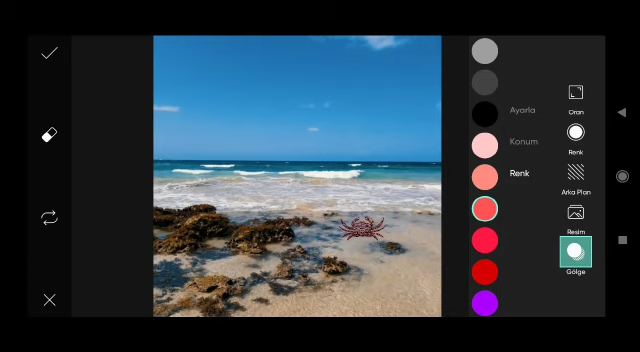 Ayarla
Konum
Renk
Oran
Renk
Arka Plan
Resim
Gölge